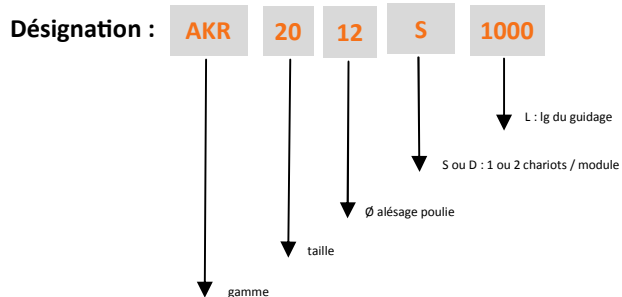 Désignation : AKR 20 12 S 1000
L : lg du guidage
S ou D : 1 ou 2 chariots / module
Ø alésage poulie
taille
gamme